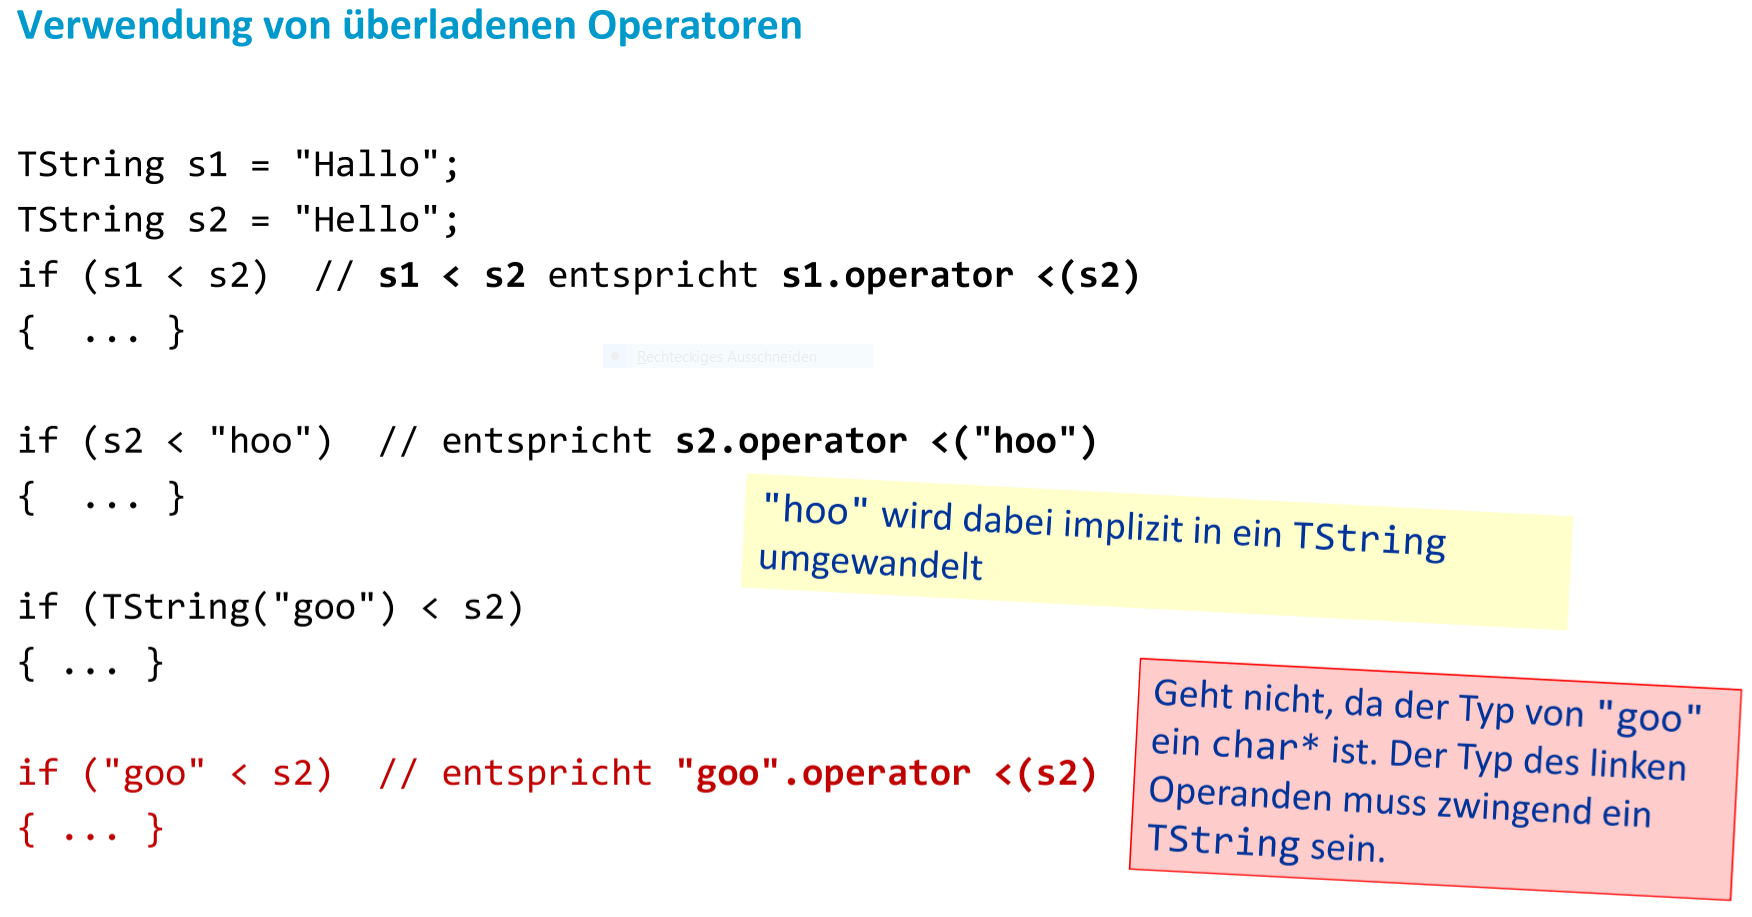 Verwendung von überladenen Operatoren
TString s1 = "Hallo";
TString s2 = "Hello";
if (s1 < s2)  // s1 < s2 entspricht s1.operator <(s2)
{  ... }
Rechteckiges Ausschneiden
if (s2 < "hoo")  // entspricht s2.operator <("hoo")
{  ... }
"hoo" wird dabei implizit in ein TString
umgewandelt
if (TString("goo") < s2)
{ ... }
Geht nicht, da der Typ von "goo"
ein char* ist. Der Typ des linken
Operanden muss zwingend ein
TString sein.
if ("goo" < s2)  // entspricht "goo".operator <(s2)
{ ... }